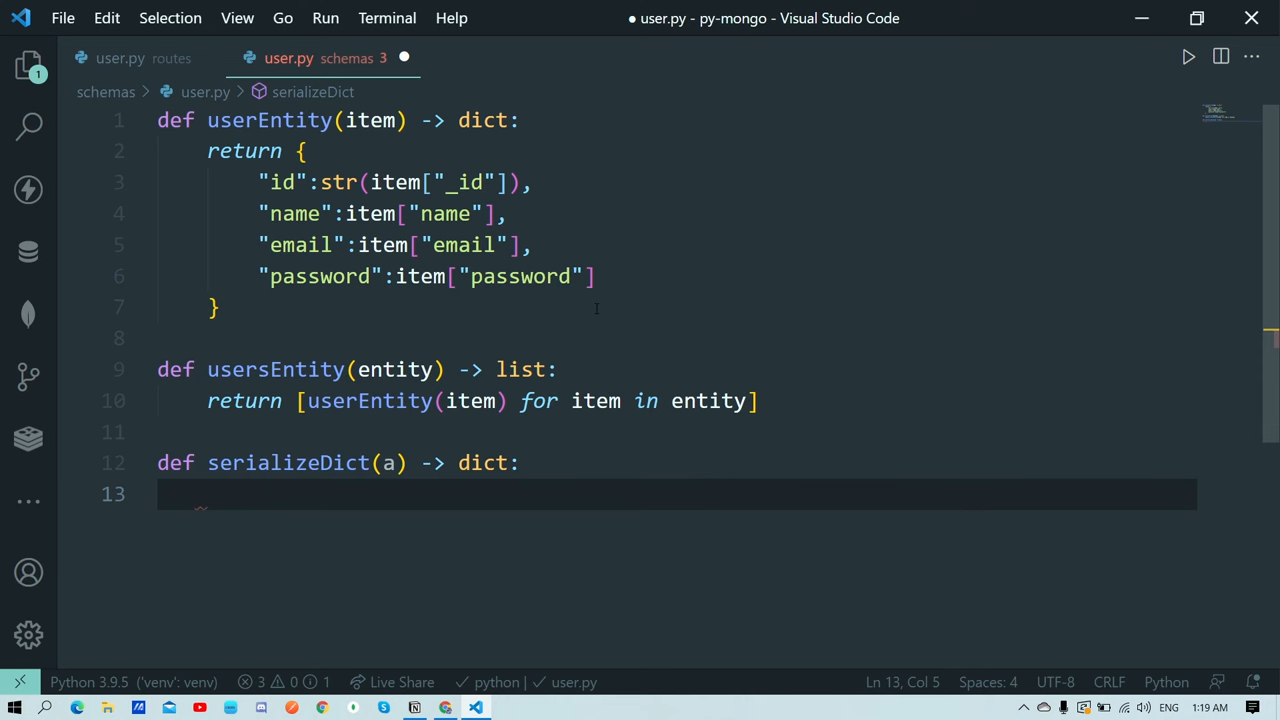 File Edit Selection View Go Run Terminal Help ● user.py - py-mongo - Visual Studio Code
user.py routes user.py schemas 3
schemas > user.py > serializeDict
1 def userEntity(item) -> dict:
2 return {
3 "id":str(item["_id"]),
4 "name":item["name"],
5 "email":item["email"],
6 "password":item["password"]
7 }
8
9 def usersEntity(entity) -> list:
10 return [userEntity(item) for item in entity]
11
12 def serializeDict(a) -> dict:
13
1
Python 3.9.5 ('venv': venv) 3 0 1 Live Share python | user.py Ln 13, Col 5 Spaces: 4 UTF-8 CRLF Python
ENG 1:19 AM